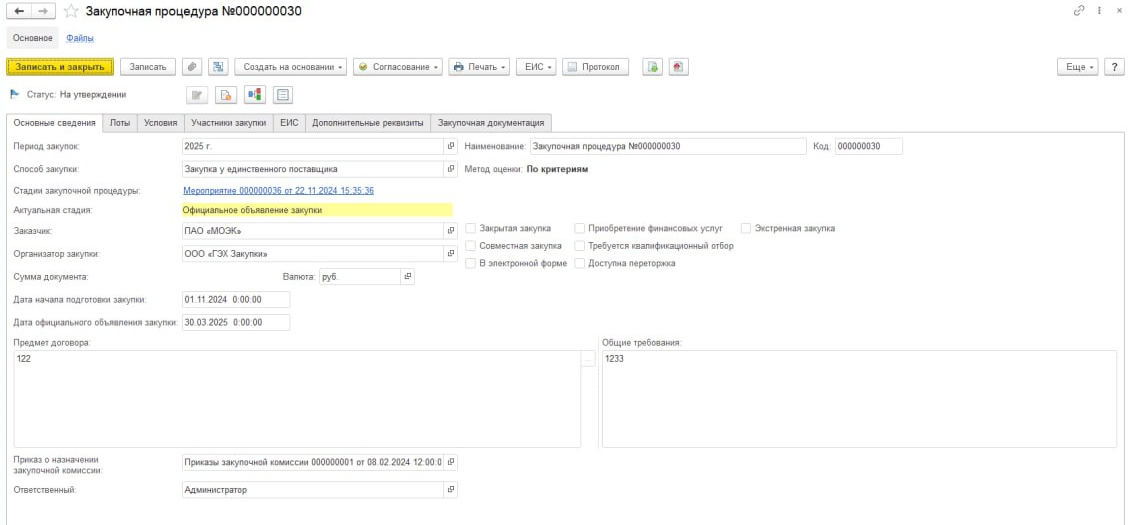 Закупочная процедура №000000030
Основное Файлы
Записать и закрыть Записать Создать на основании Согласование Печать ЕИС Протокол Еще ?
Статус: На утверждении
Основные сведения Лоты Условия Участники закупки ЕИС Дополнительные реквизиты Закупочная документация
Период закупок: 2025 г. Наименование: Закупочная процедура №000000030 Код: 000000030
Способ закупки: Закупка у единственного поставщика Метод оценки: По критериям
Стадии закупочной процедуры: Мероприятие 000000036 от 22.11.2024 15:35:36
Актуальная стадия: Официальное объявление закупки
Заказчик: ПАО «МОЭК» Закрытая закупка Приобретение финансовых услуг Экстренная закупка
Совместная закупка Требуется квалификационный отбор
Организатор закупки: ООО «ГЭХ Закупки»
В электронной форме Доступна переторжка
Сумма документа: Валюта: руб.
Дата начала подготовки закупки: 01.11.2024 0:00:00
Дата официального объявления закупки: 30.03.2025 0:00:00
Предмет договора: Общие требования:
122 ... 1233
Приказ о назначении
закупочной комиссии: Приказы закупочной комиссии 000000001 от 08.02.2024 12:00:0
Ответственный: Администратор